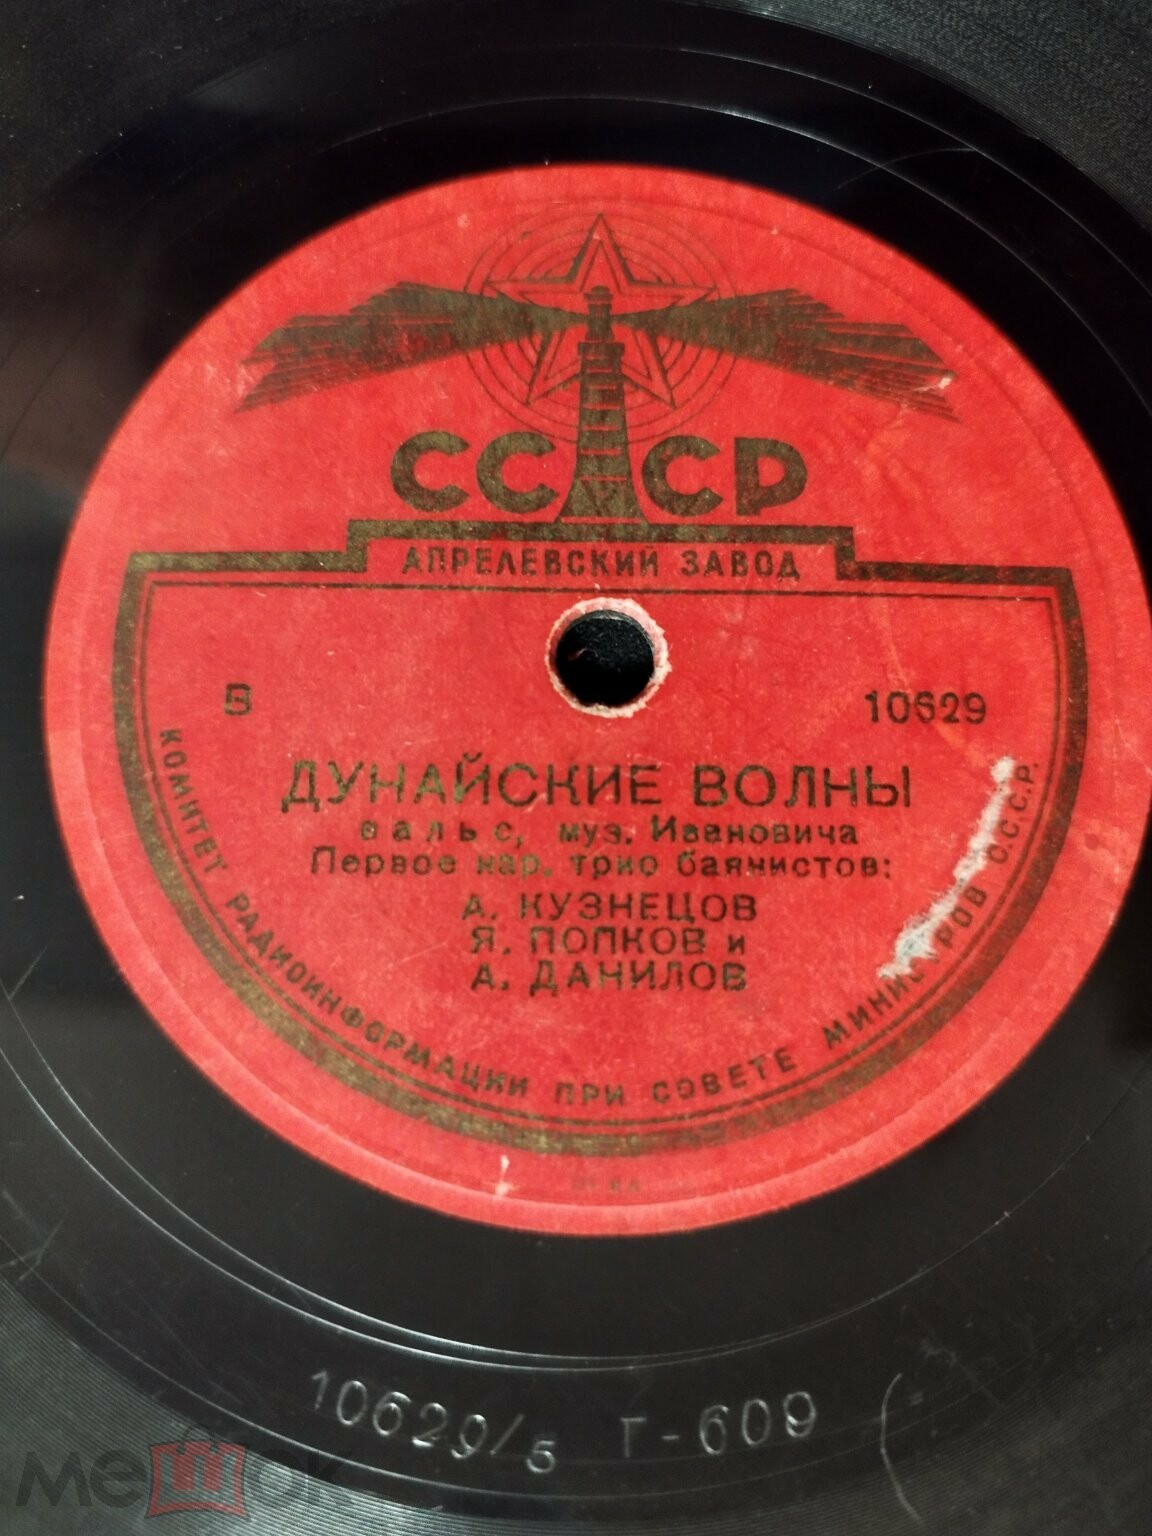 СССР
АПРЕЛЕВСКИЙ ЗАВОД
В
10629
ДУНАЙСКИЕ ВОЛНЫ
вальс, муз. Ивановича
Первое нар. трио баянистов:
А. КУЗНЕЦОВ
Я. ПОПКОВ и
А. ДАНИЛОВ
КОМИТЕТ РАДИОИНФОРМАЦИИ ПРИ СОВЕТЕ МИНИСТРОВ С.С.С.Р.
10629/5 Т-609
мешок